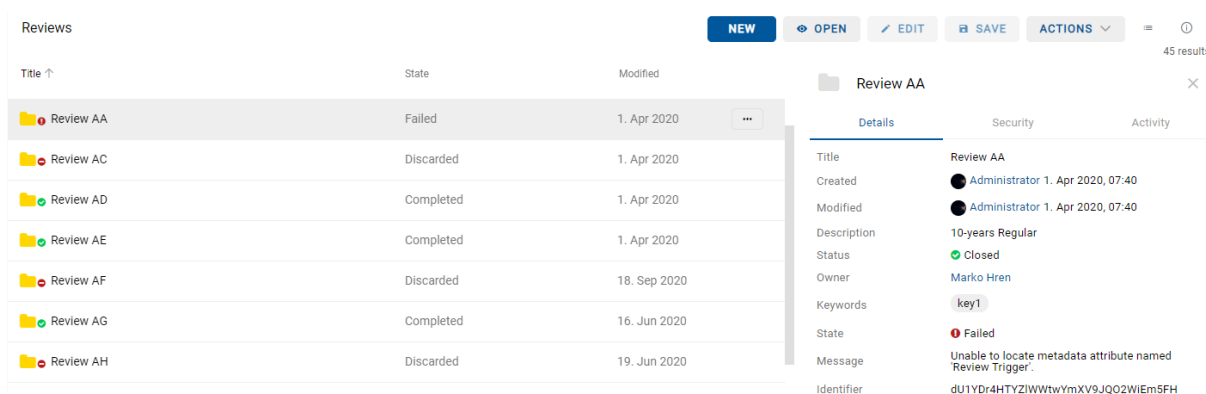 Reviews
NEW
OPEN
EDIT
SAVE
ACTIONS
45 results
Title
State
Modified
Review AA
Failed
1. Apr 2020
Review AC
Discarded
1. Apr 2020
Review AD
Completed
1. Apr 2020
Review AE
Completed
1. Apr 2020
Review AF
Discarded
18. Sep 2020
Review AG
Completed
16. Jun 2020
Review AH
Discarded
19. Jun 2020
Review AA
Details
Security
Activity
Title
Review AA
Created
Administrator 1. Apr 2020, 07:40
Modified
Administrator 1. Apr 2020, 07:40
Description
10-years Regular
Status
Closed
Owner
Marko Hren
Keywords
key1
State
Failed
Message
Unable to locate metadata attribute named
'Review Trigger'.
Identifier